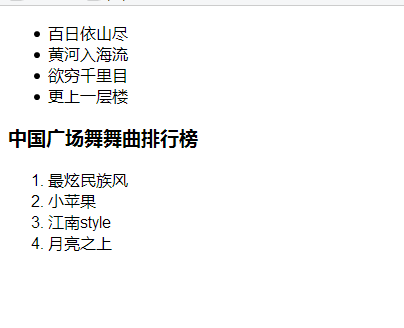 百日依山尽
黄河入海流
欲穷千里目
更上一层楼
中国广场舞舞曲排行榜
1. 最炫民族风
2. 小苹果
3. 江南style
4. 月亮之上